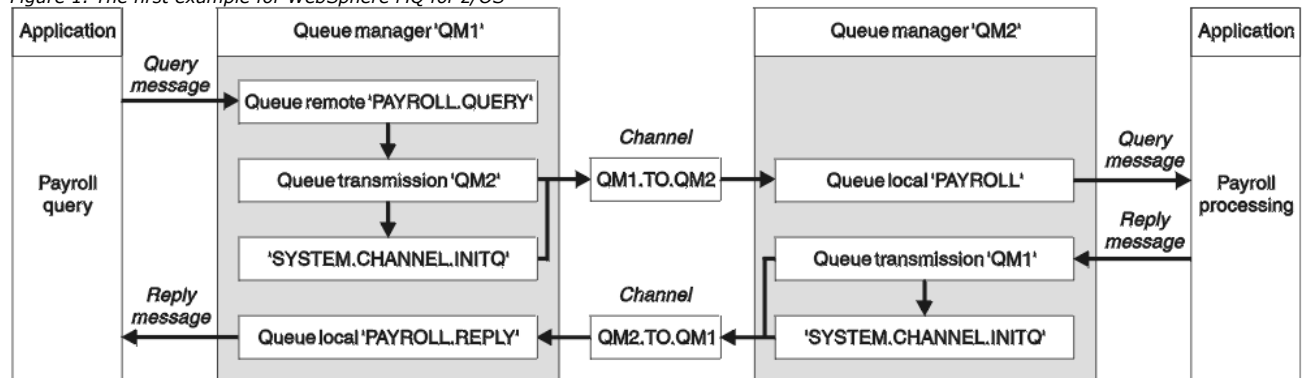 Figure 1. The first example for WebSphere MQ for z/OS
Application
Queue manager 'QM1'
Queue manager 'QM2'
Application
Query
message
Queue remote 'PAYROLL.QUERY'
Channel
Query
message
Payroll
query
Queue transmission 'QM2'
QM1.TO.QM2
Queue local 'PAYROLL'
Payroll
processing
Reply
message
'SYSTEM.CHANNEL.INITQ'
Queue transmission 'QM1'
Reply
message
Channel
Queue local 'PAYROLL.REPLY'
QM2.TO.QM1
'SYSTEM.CHANNEL.INITQ'